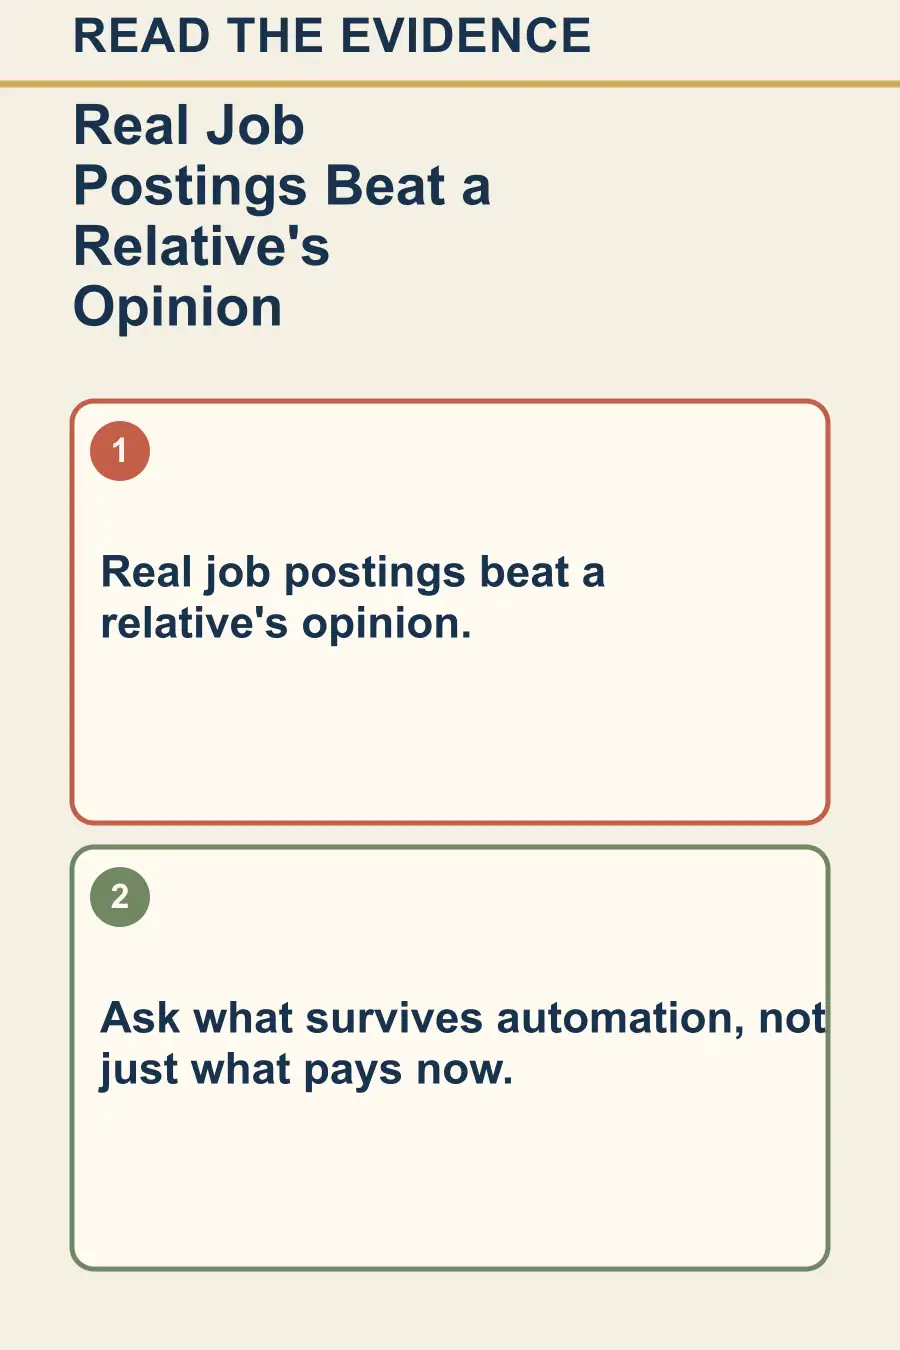 READ THE EVIDENCE
Real Job
Postings Beat a
Relative's
Opinion
1
Real job postings beat a
relative's opinion.
2
Ask what survives automation, not
just what pays now.